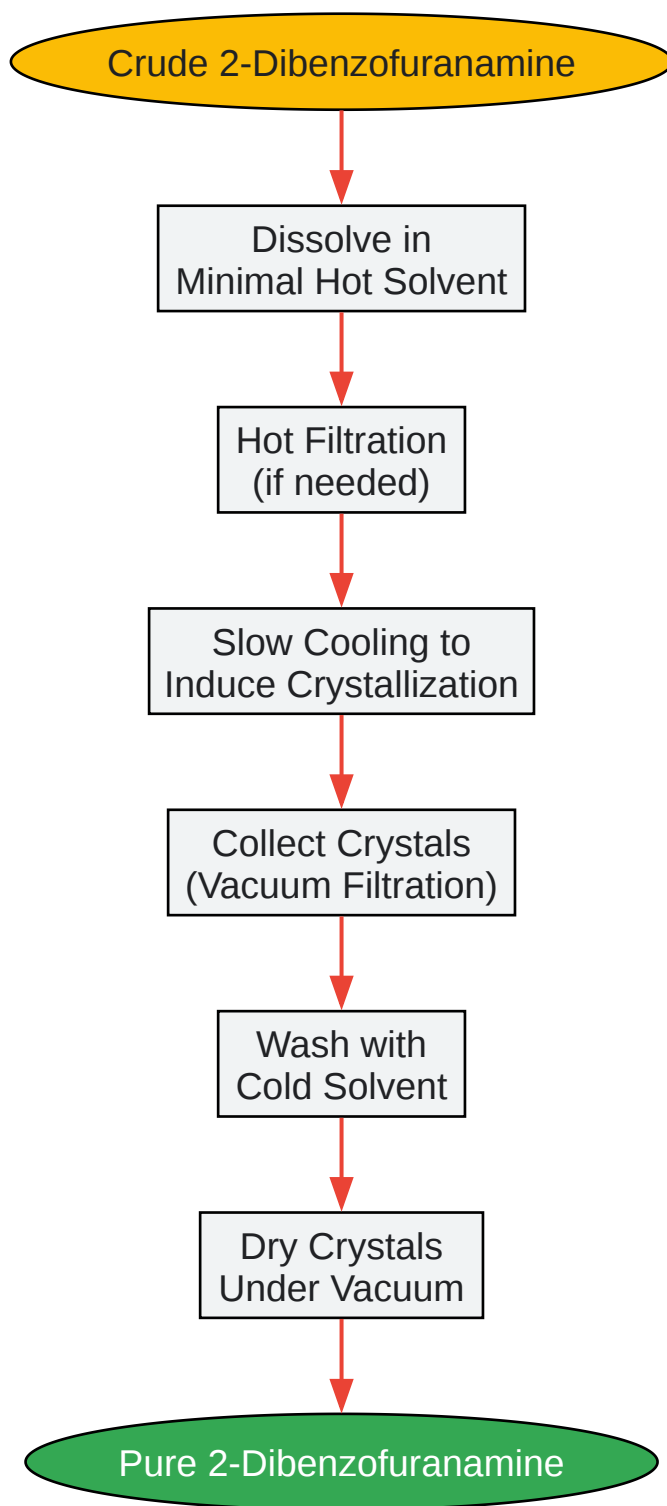 Crude 2-Dibenzofuranamine
Dissolve in
Minimal Hot Solvent
Hot Filtration
(if needed)
Slow Cooling to
Induce Crystallization
Collect Crystals
(Vacuum Filtration)
Wash with
Cold Solvent
Dry Crystals
Under Vacuum
Pure 2-Dibenzofuranamine